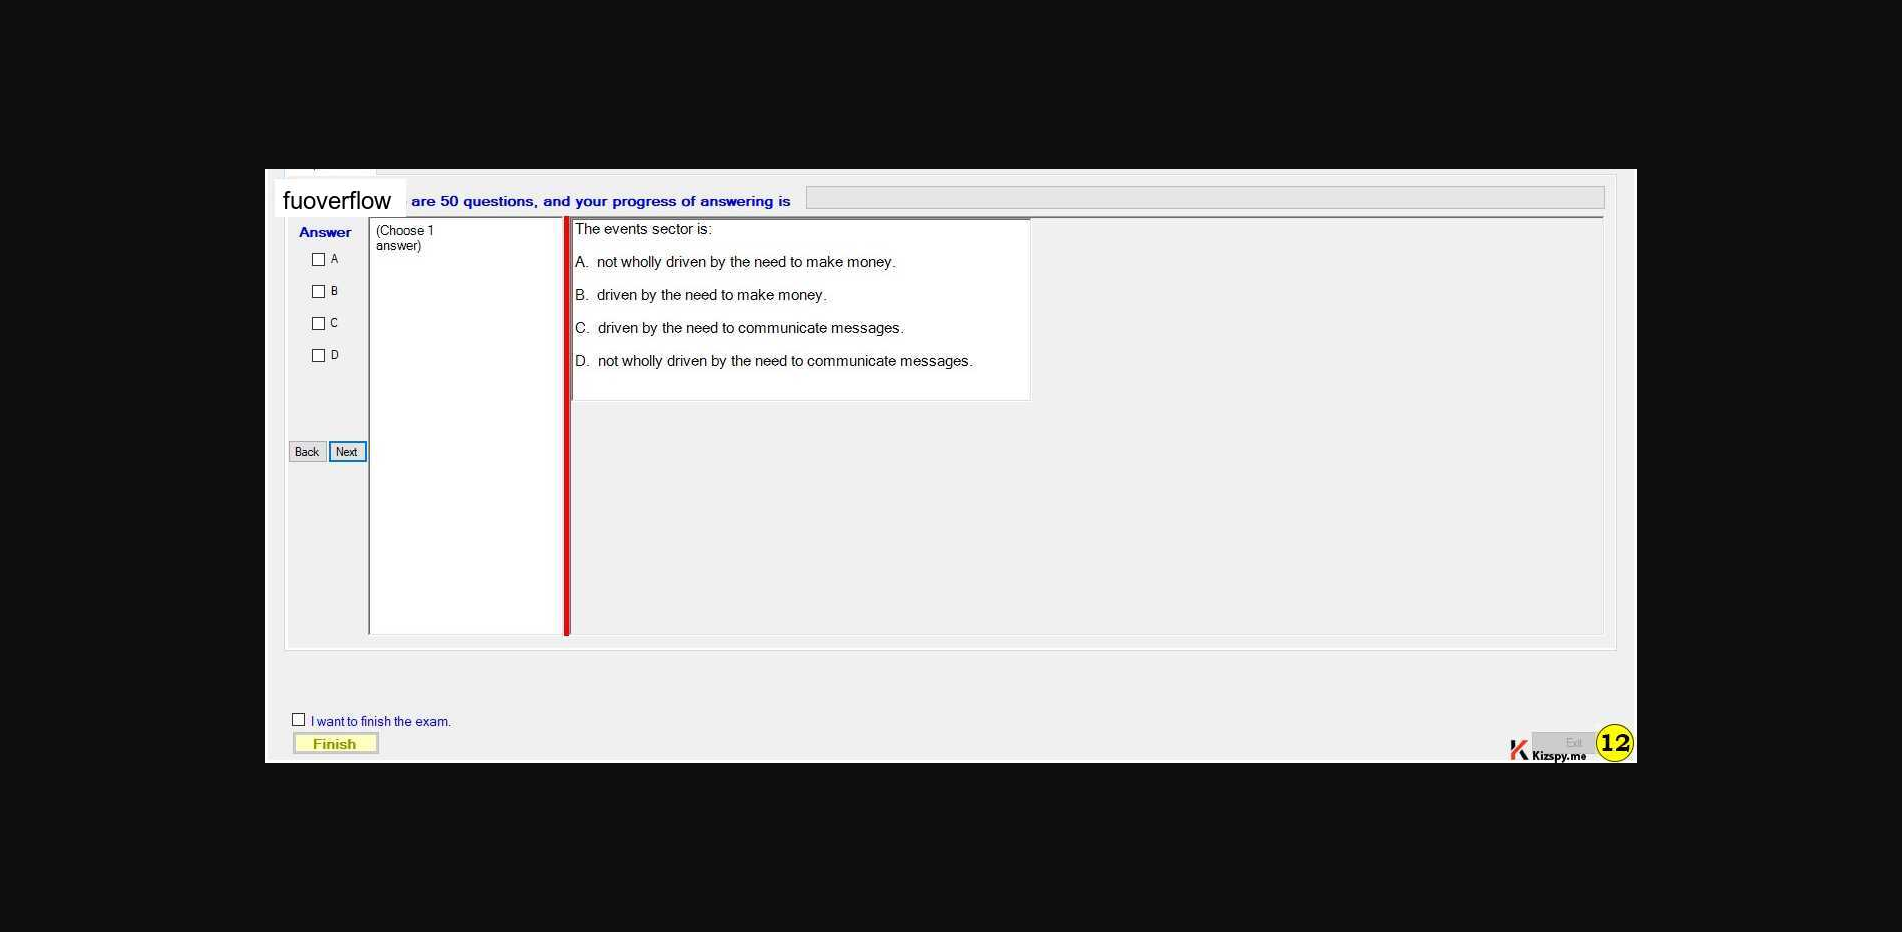 fuoverflow are 50 questions, and your progress of answering is
Answer
(Choose 1
answer)
A
B
C
D
Back Next
The events sector is:
A. not wholly driven by the need to make money.
B. driven by the need to make money.
C. driven by the need to communicate messages.
D. not wholly driven by the need to communicate messages.
I want to finish the exam.
Finish
Exit
Kizspy.me
12